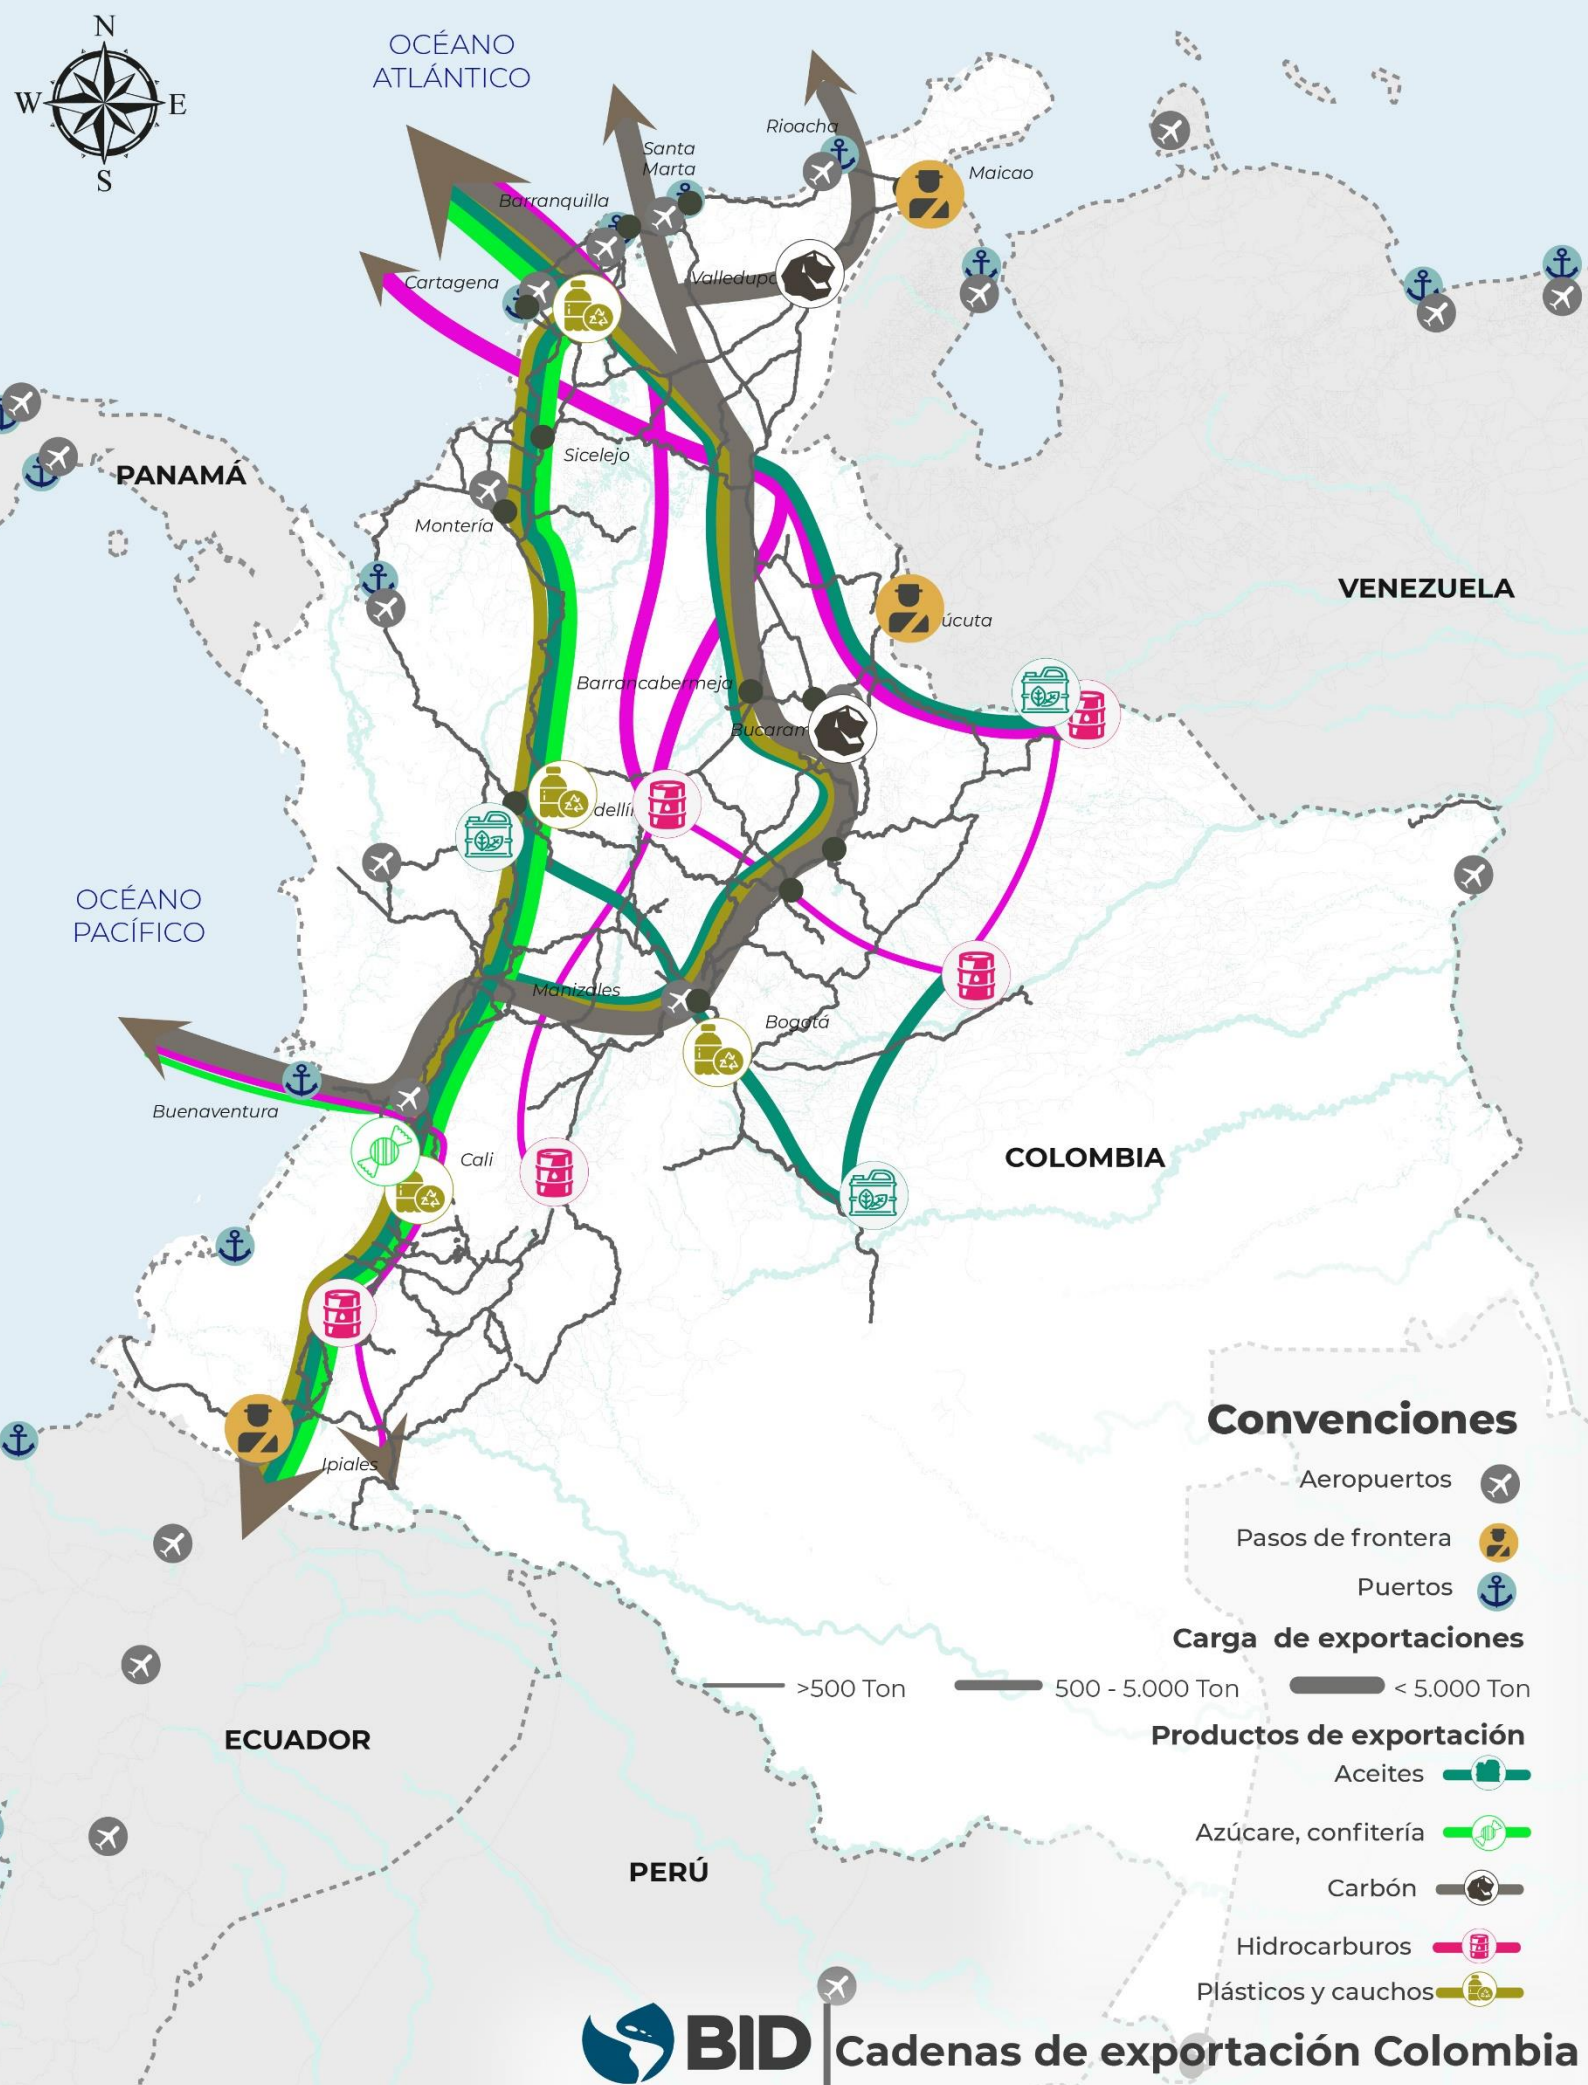 N
W E
S
OCÉANO
ATLÁNTICO
Rioacha
Santa
Marta
Maicao
Barranquilla
Cartagena
Valledupa
PANAMÁ
Sicelejo
Montería
VENEZUELA
úcuta
Barrancabermeja
Bucaram
dellí
OCÉANO
PACÍFICO
Manizales
Bogotá
Buenaventura
Cali
COLOMBIA
Ipiales
Convenciones
Aeropuertos
Pasos de frontera
Puertos
Carga de exportaciones
>500 Ton 500 - 5.000 Ton < 5.000 Ton
Productos de exportación
ECUADOR
Aceites
Azúcare, confitería
PERÚ
Carbón
Hidrocarburos
Plásticos y cauchos
BID Cadenas de exportación Colombia